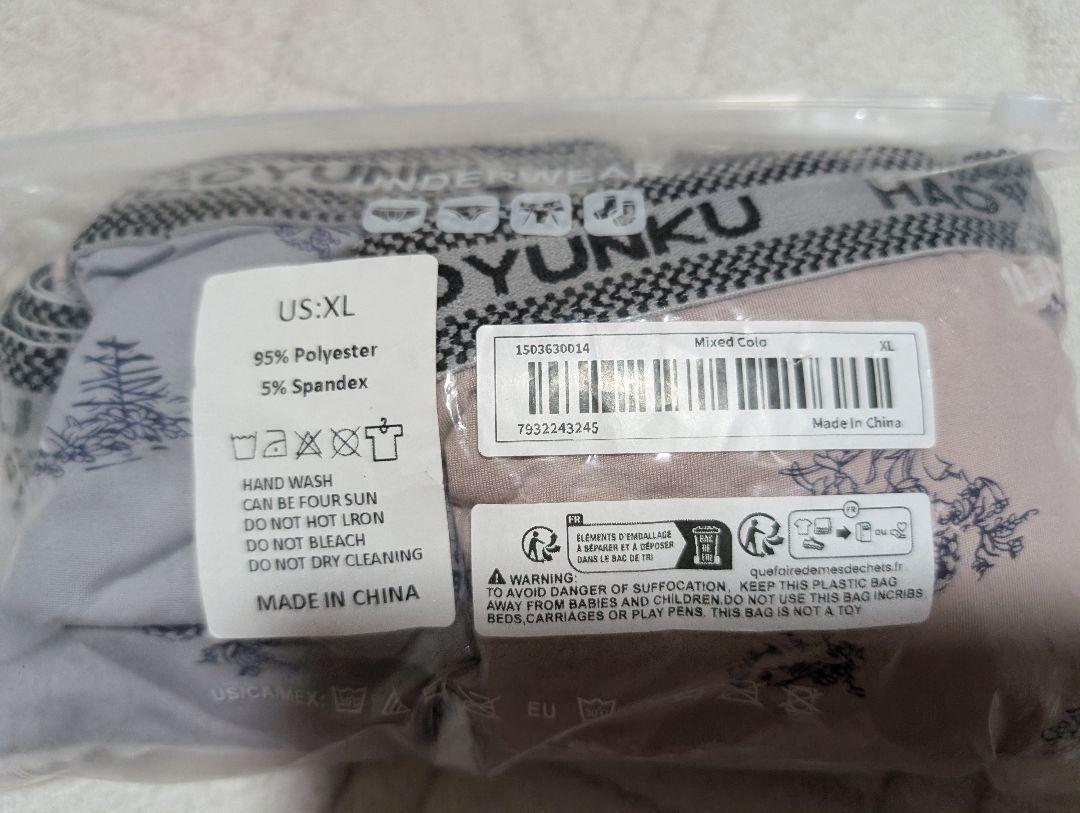 UNDERWEAR
OYUNKU
HAO
US:XL
95% Polyester
5% Spandex
HAND WASH
CAN BE FOUR SUN
DO NOT HOT LRON
DO NOT BLEACH
DO NOT DRY CLEANING
MADE IN CHINA
1503630014
Mixed Colo
XL
7932243245
Made In China
FR
ÉLÉMENTS D'EMBALLAGE
À SÉPARER ET À DÉPOSER
DANS LE BAC DE TRI
BAC
DE
TRI
FR
ou
quefairedemesdechets.fr
WARNING:
TO AVOID DANGER OF SUFFOCATION, KEEP THIS PLASTIC BAG
AWAY FROM BABIES AND CHILDREN.DO NOT USE THIS BAG INCRIBS
BEDS,CARRIAGES OR PLAY PENS. THIS BAG IS NOT A TOY
US/CA/MEX:
EU